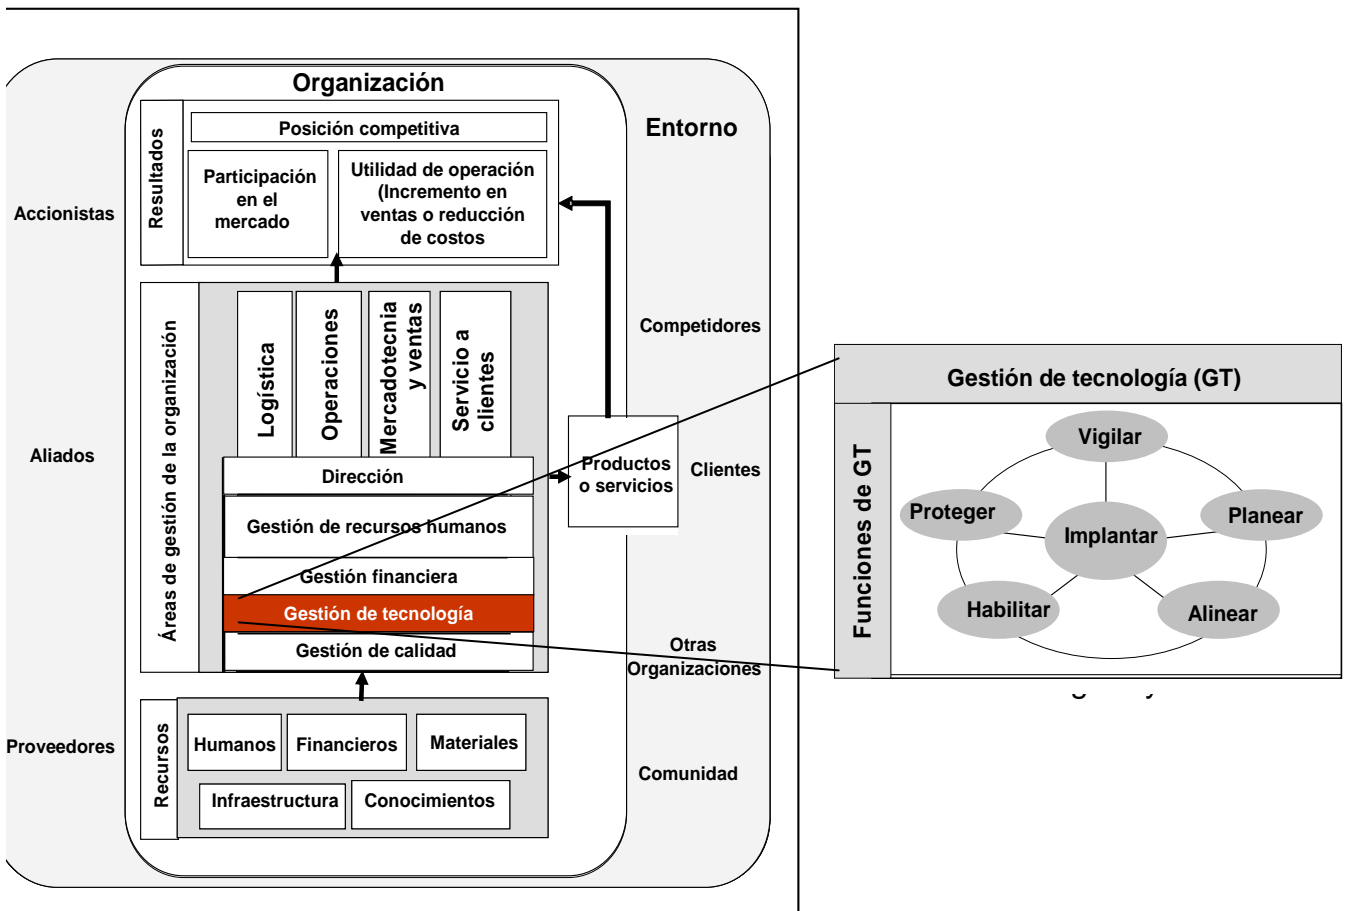 Organización
Resultados
Posición competitiva
Participación
en el
mercado
Utilidad de operación
(Incremento en
ventas o reducción
de costos
Entorno
Accionistas
Aliados
Proveedores
Competidores
Clientes
Otras
Organizaciones
Comunidad
Áreas de gestión de la organización
Logística
Operaciones
Mercadotecnia
y ventas
Servicio a
clientes
Dirección
Gestión de recursos humanos
Gestión financiera
Gestión de tecnología
Gestión de calidad
Productos
o servicios
Recursos
Humanos
Financieros
Materiales
Infraestructura
Conocimientos
Gestión de tecnología (GT)
Funciones de GT
Vigilar
Proteger
Implantar
Planear
Habilitar
Alinear